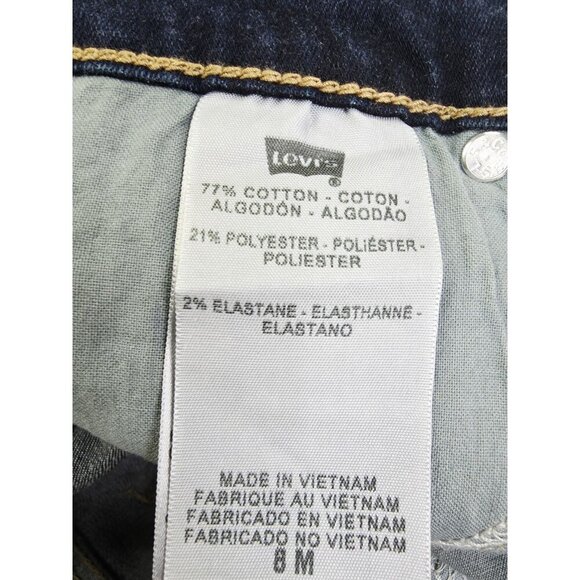 Levi's
®
77% COTTON - COTON -
ALGODÓN - ALGODÃO
21% POLYESTER - POLIÉSTER -
POLIESTER
2% ELASTANE - ELASTHANNE -
ELASTANO
MADE IN VIETNAM
FABRIQUE AU VIETNAM
FABRICADO EN VIETNAM
FABRICADO NO VIETNAM
8 M